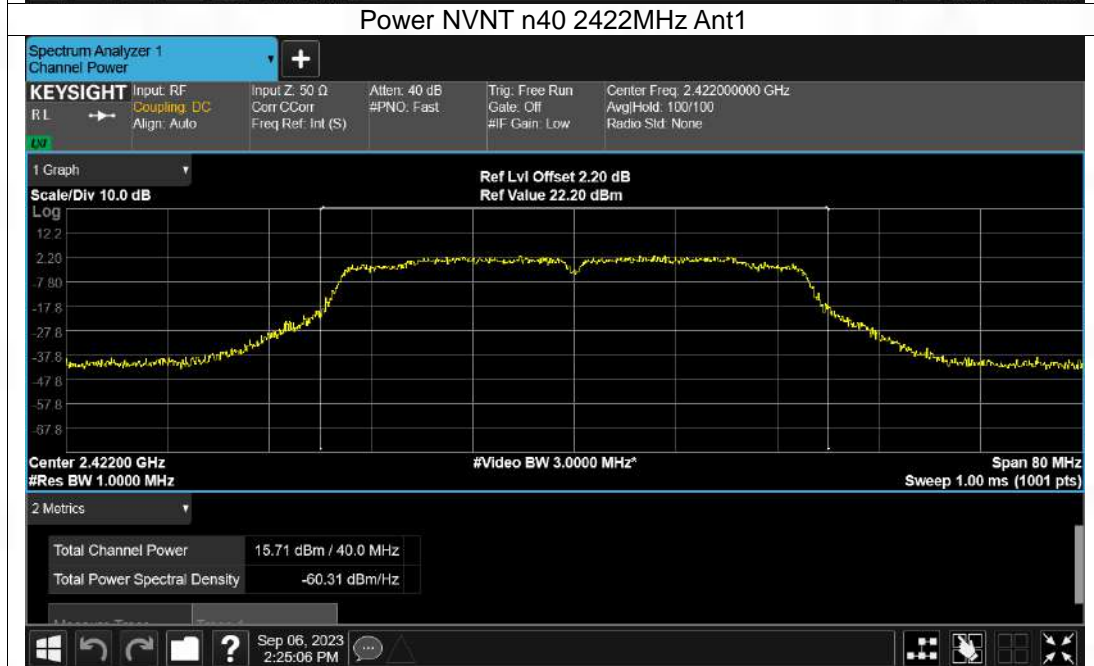 Power NVNT n40 2422MHz Ant1
Spectrum Analyzer 1
Channel Power
+
KEYSIGHT Input: RF Input Z: 50 Ω Atten: 40 dB Trig: Free Run Center Freq: 2.422000000 GHz
RL Coupling: DC Corr CCorr #PNO: Fast Gate: Off Avg|Hold: 100/100
Align: Auto Freq Ref: Int (S) #IF Gain: Low Radio Std: None
LXI
1 Graph
Ref Lvl Offset 2.20 dB
Scale/Div 10.0 dB Ref Value 22.20 dBm
Log
12.2
2.20
-7.80
-17.8
-27.8
-37.8
-47.8
-57.8
-67.8
Center 2.42200 GHz #Video BW 3.0000 MHz* Span 80 MHz
#Res BW 1.0000 MHz Sweep 1.00 ms (1001 pts)
2 Metrics
Total Channel Power 15.71 dBm / 40.0 MHz
Total Power Spectral Density -60.31 dBm/Hz
? Sep 06, 2023
2:25:06 PM